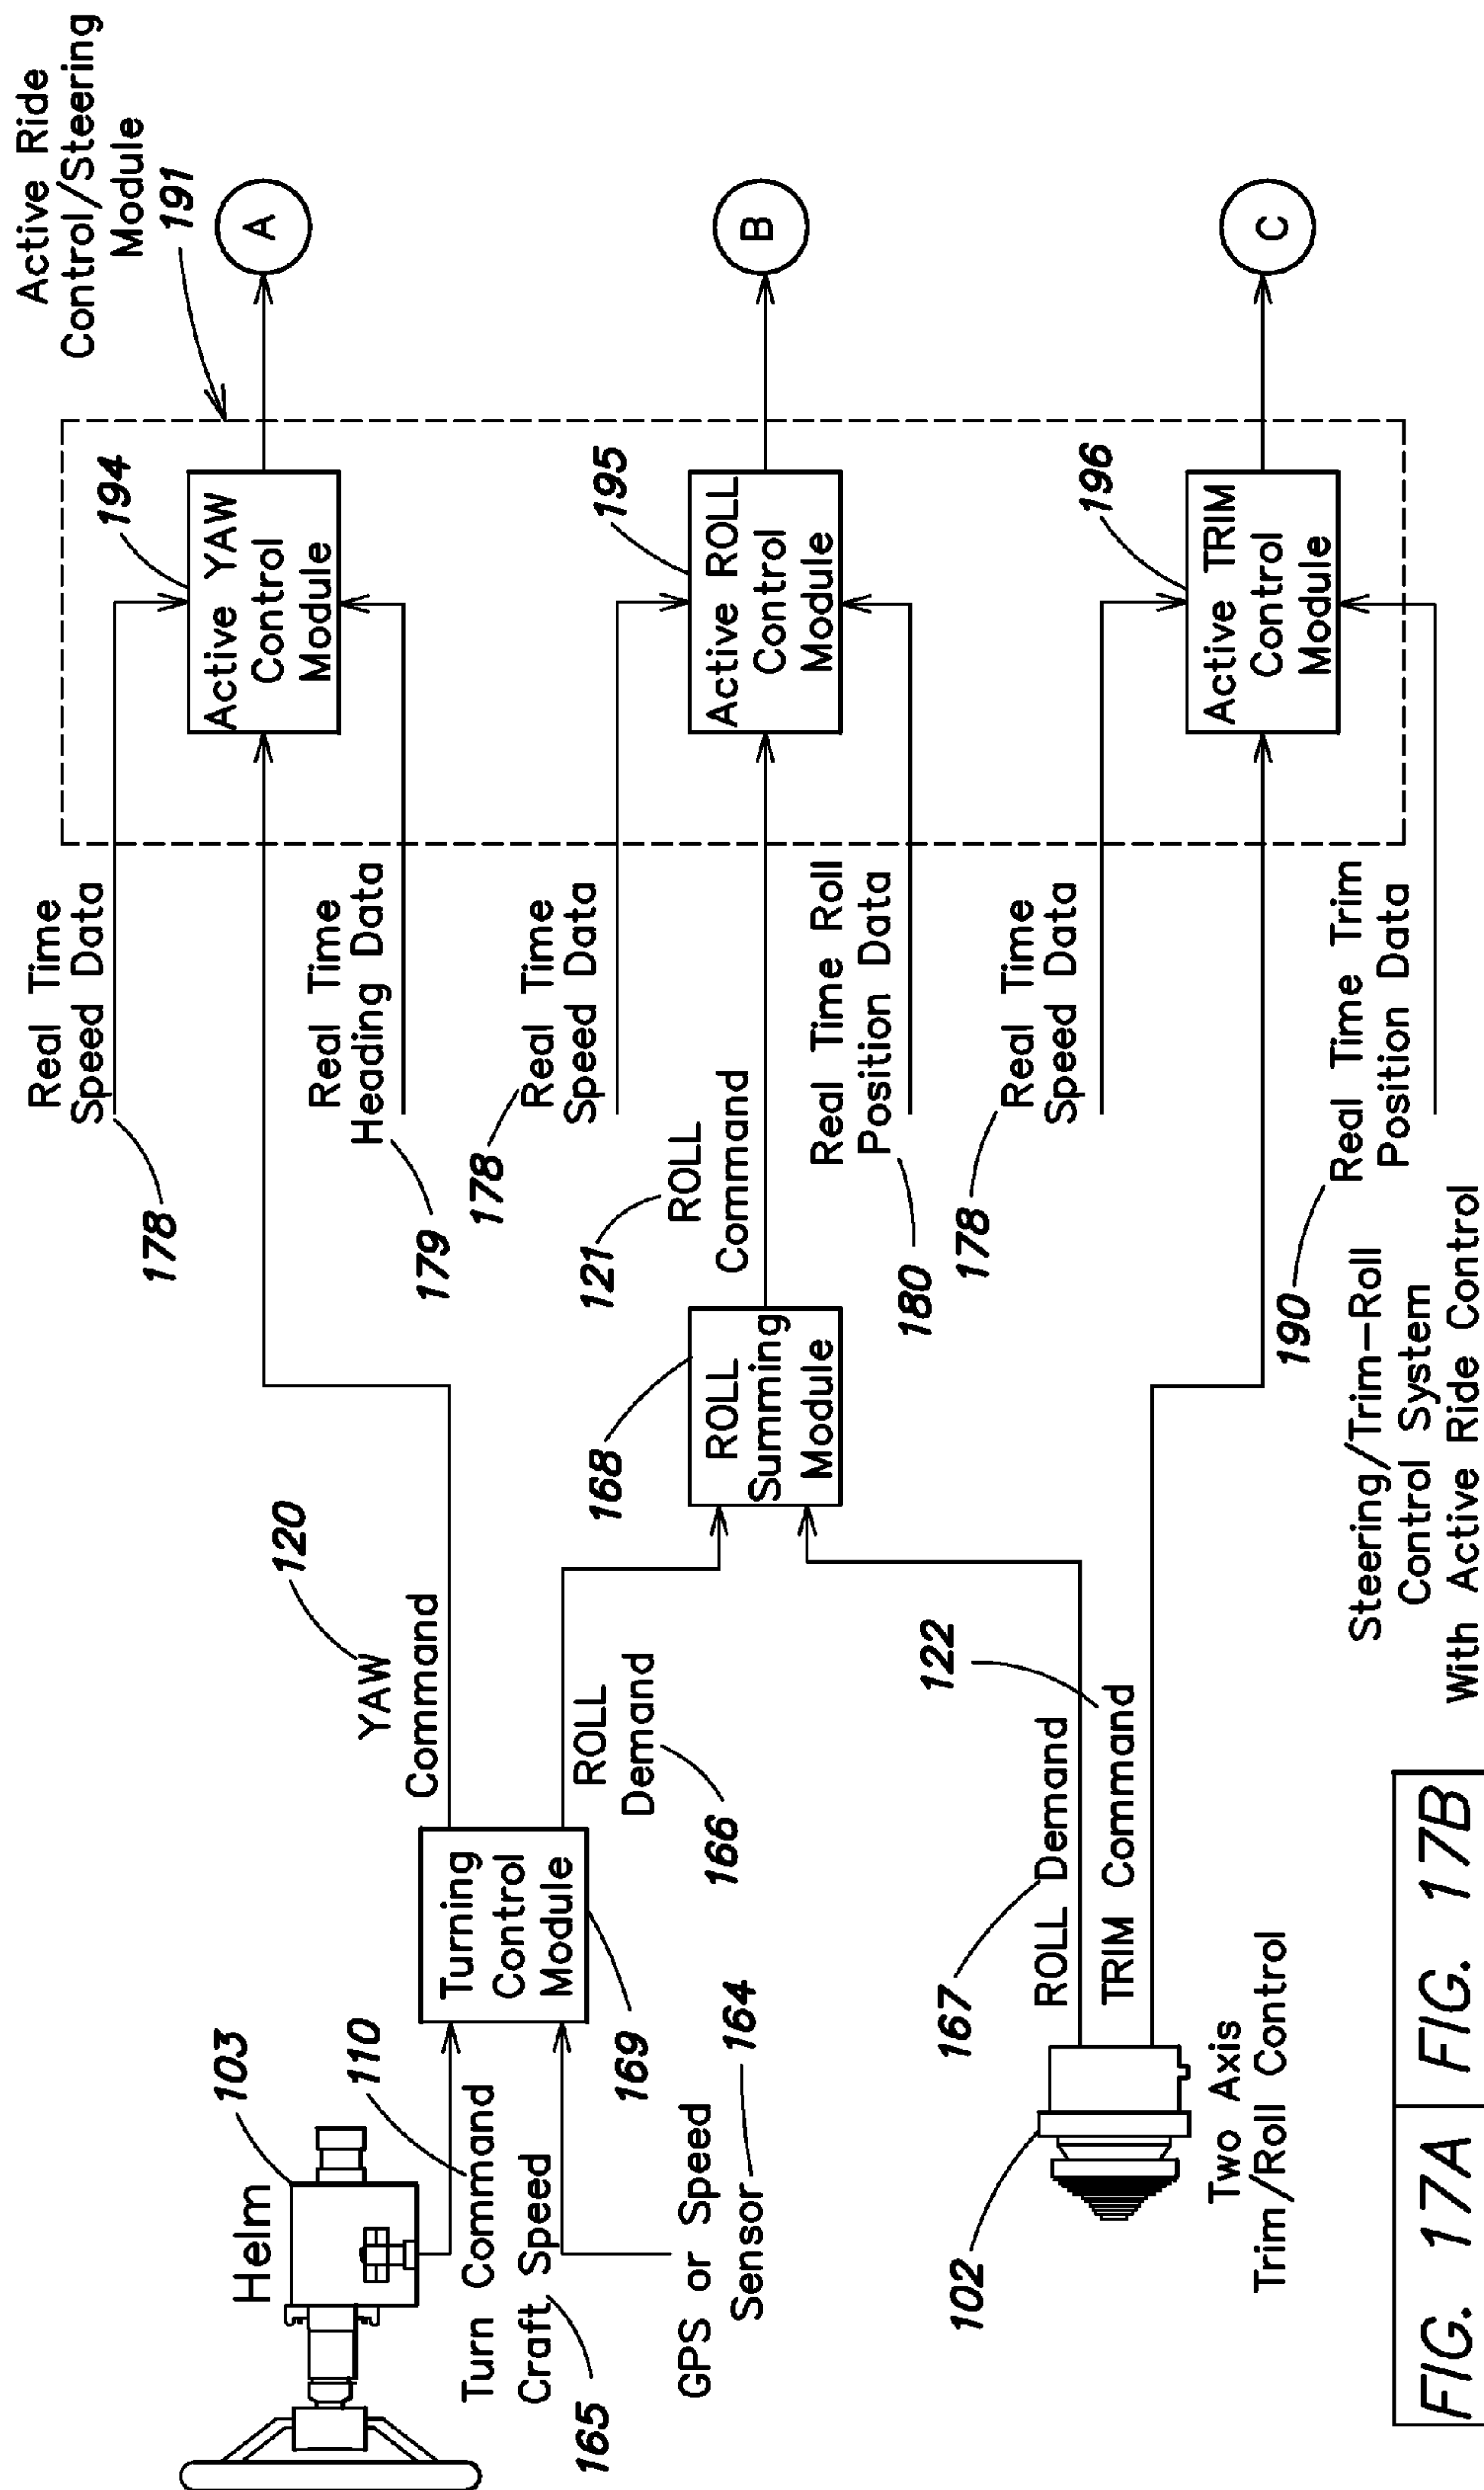 Helm
103
Turn Command
110
Craft Speed
165
GPS or Speed
Sensor
164
Turning
Control
Module
169
YAW
Command
120
ROLL
Demand
166
102
Two Axis
Trim/Roll Control
ROLL Demand
167
TRIM Command
122
ROLL
Summing
Module
168
ROLL
Command
121
Real Time
Speed Data
178
Real Time
Heading Data
179
Real Time
Speed Data
178
Real Time Roll
Position Data
180
Real Time
Speed Data
178
Real Time Trim
Position Data
190
Active YAW
Control
Module
194
Active ROLL
Control
Module
195
Active TRIM
Control
Module
196
Active Ride
Control/Steering
Module
191
A
B
C
Steering/Trim-Roll
Control System
With Active Ride Control
FIG. 17A
FIG. 17B